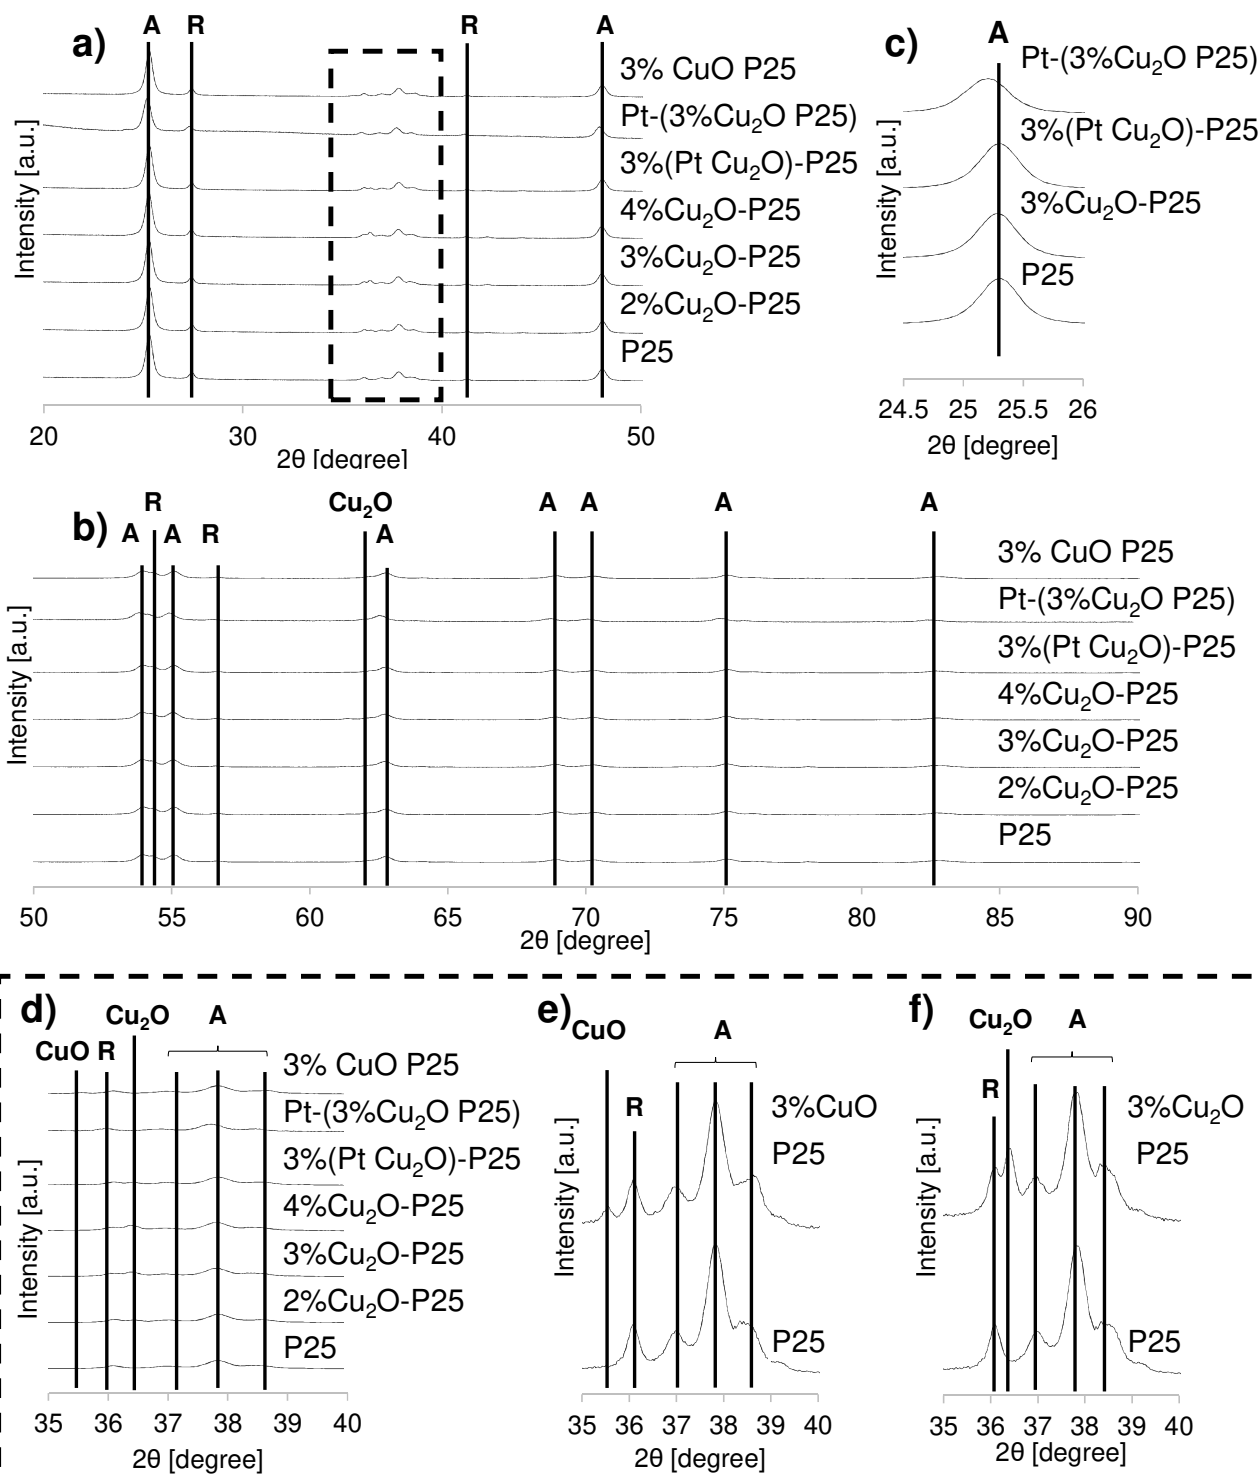 a)
A R R A
3% CuO P25
Pt-(3%Cu₂O P25)
3%(Pt Cu₂O)-P25
4%Cu₂O-P25
3%Cu₂O-P25
2%Cu₂O-P25
P25
Intensity [a.u.]
20 30 40 50
2θ [degree]
c)
A
Pt-(3%Cu₂O P25)
3%(Pt Cu₂O)-P25
3%Cu₂O-P25
P25
Intensity [a.u.]
24.5 25 25.5 26
2θ [degree]
b)
R Cu₂O A A A A
A A R A
3% CuO P25
Pt-(3%Cu₂O P25)
3%(Pt Cu₂O)-P25
4%Cu₂O-P25
3%Cu₂O-P25
2%Cu₂O-P25
P25
Intensity [a.u.]
50 55 60 65 70 75 80 85 90
2θ [degree]
d)
Cu₂O A
CuO R
3% CuO P25
Pt-(3%Cu₂O P25)
3%(Pt Cu₂O)-P25
4%Cu₂O-P25
3%Cu₂O-P25
2%Cu₂O-P25
P25
Intensity [a.u.]
35 36 37 38 39 40
2θ [degree]
e)
CuO A
R
3%CuO
P25
P25
Intensity [a.u.]
35 36 37 38 39 40
2θ [degree]
f)
Cu₂O A
R
3%Cu₂O
P25
P25
Intensity [a.u.]
35 36 37 38 39 40
2θ [degree]